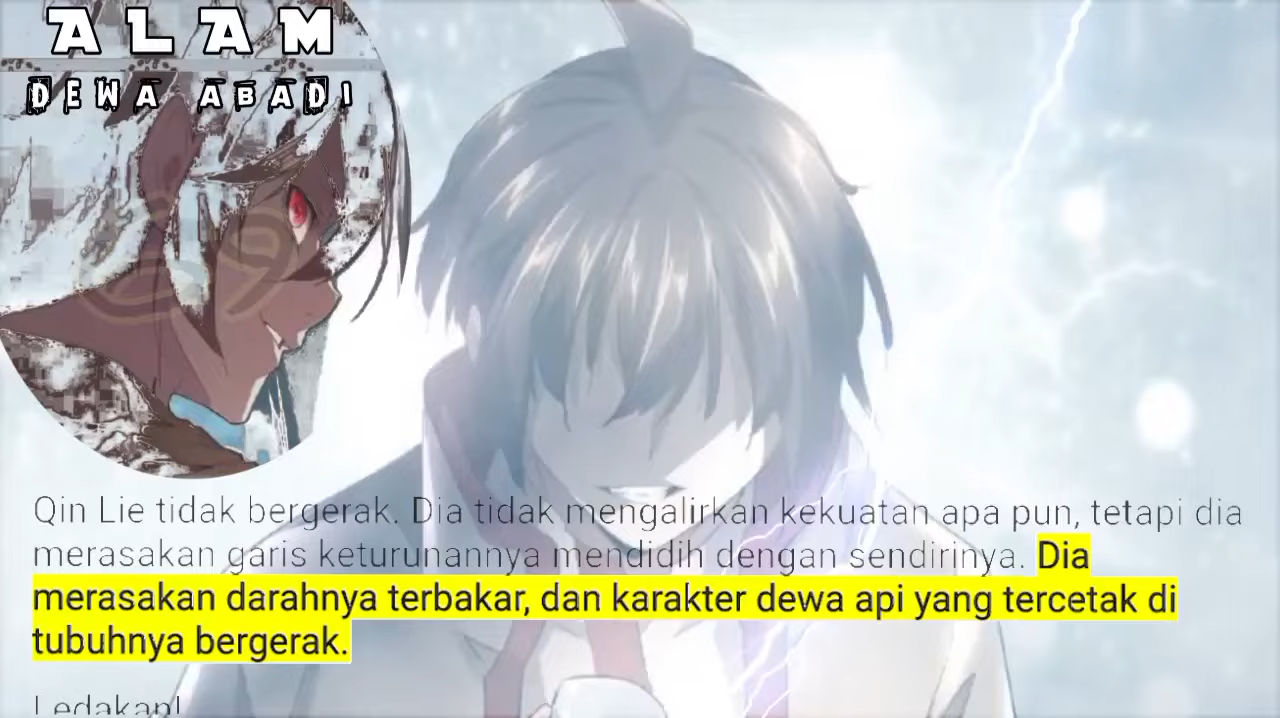 ALAM
DEWA ABADI
Qin Lie tidak bergerak. Dia tidak mengalirkan kekuatan apa pun, tetapi dia
merasakan garis keturunannya mendidih dengan sendirinya. Dia
merasakan darahnya terbakar, dan karakter dewa api yang tercetak di
tubuhnya bergerak.
Ledakan!